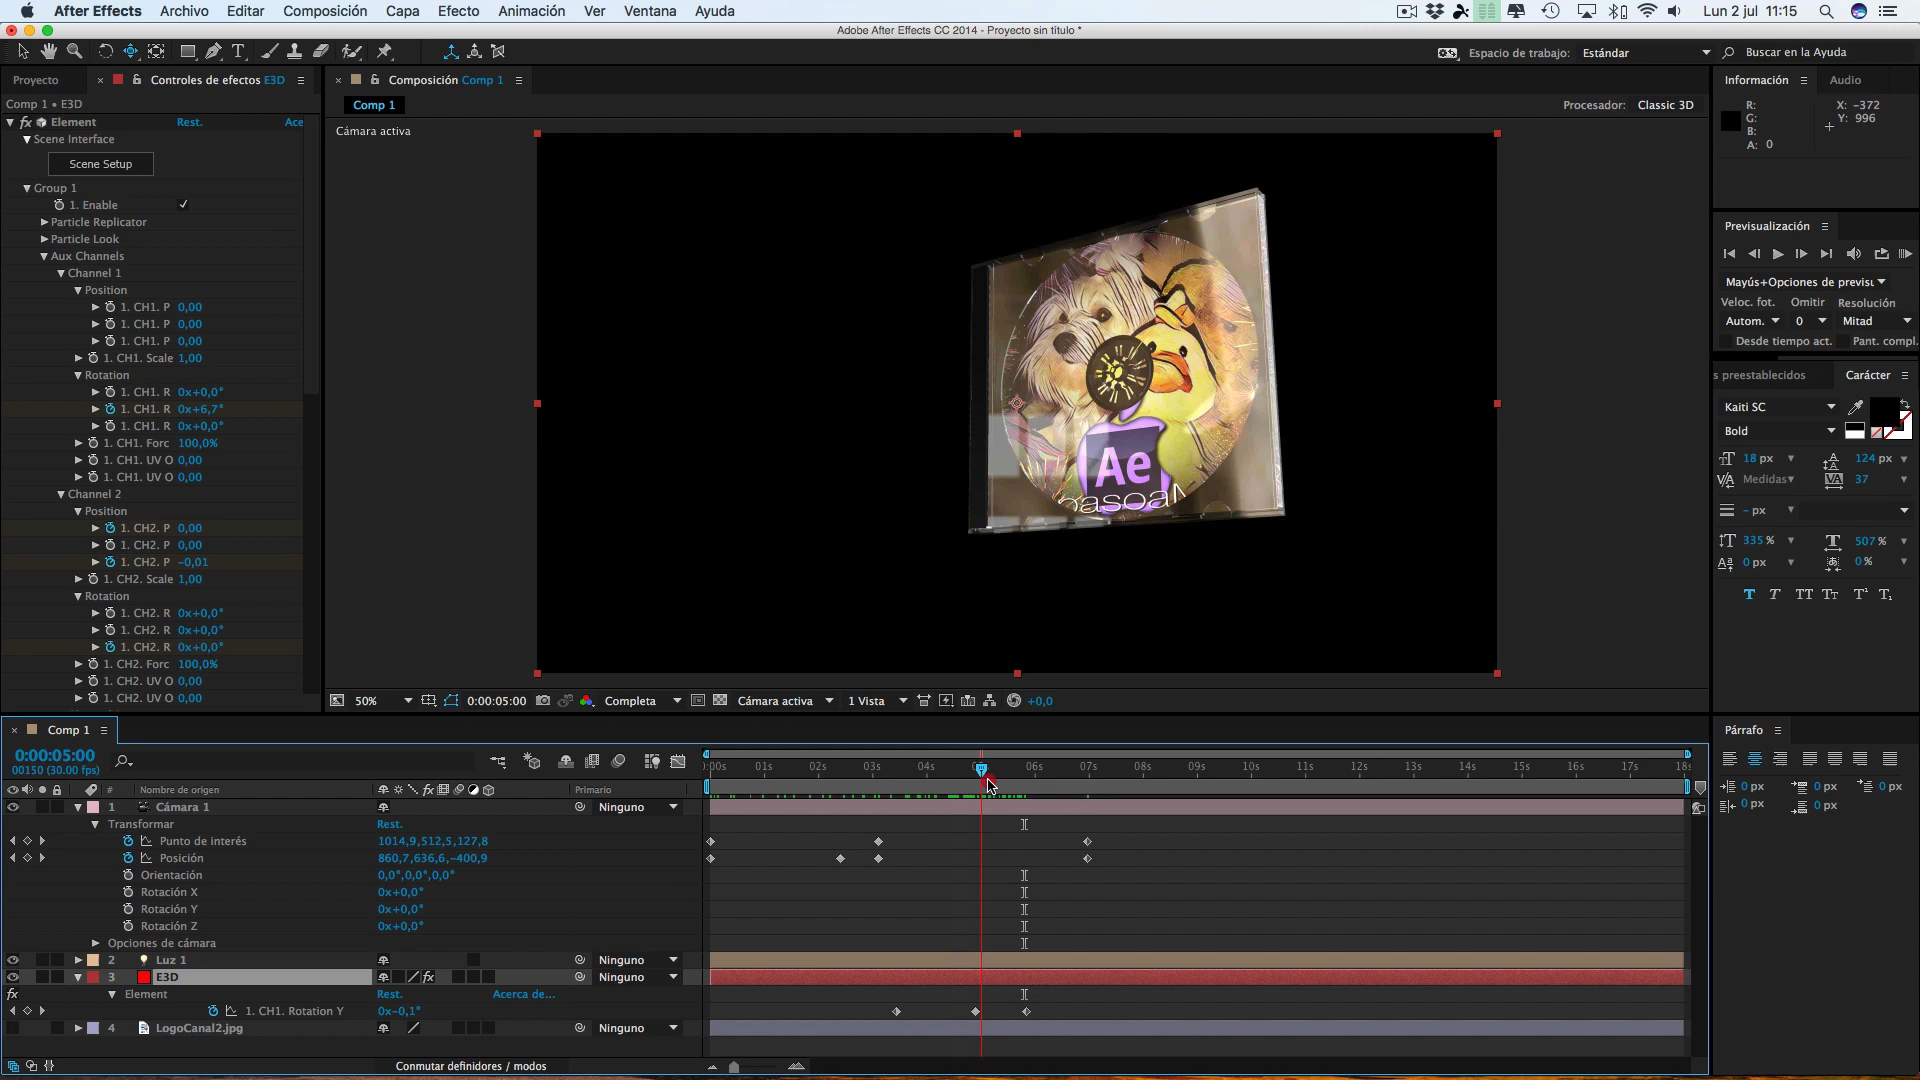 After Effects Archivo Editar Composición Capa Efecto Animación Ver Ventana Ayuda Lun 2 jul 11:15
Adobe After Effects CC 2014 - Proyecto sin título *
Espacio de trabajo: Estándar Buscar en la Ayuda
Proyecto Controles de efectos E3D Composición Comp 1 Información Audio
Comp 1 • E3D Comp 1 Procesador: Classic 3D
Element Rest. Ace
Scene Interface
Scene Setup
Group 1
1. Enable
Particle Replicator
Particle Look
Aux Channels
Channel 1
Position
1. CH1. P 0,00
1. CH1. P 0,00
1. CH1. P 0,00
1. CH1. Scale 1,00
Rotation
1. CH1. R 0x+0,0°
1. CH1. R 0x+6,7°
1. CH1. R 0x+0,0°
1. CH1. Forc 100,0%
1. CH1. UV O 0,00
1. CH1. UV O 0,00
Channel 2
Position
1. CH2. P 0,00
1. CH2. P 0,00
1. CH2. P -0,01
1. CH2. Scale 1,00
Rotation
1. CH2. R 0x+0,0°
1. CH2. R 0x+0,0°
1. CH2. R 0x+0,0°
1. CH2. Forc 100,0%
1. CH2. UV O 0,00
1. CH2. UV O 0,00
Cámara activa
Ae
50% 0:00:05:00 Completa Cámara activa 1 Vista +0,0
R: X: -372
G: Y: 996
B:
A: 0
Previsualización
Mayús+Opciones de previsu
Veloc. fot. Omitir Resolución
Autom. 0 Mitad
Desde tiempo act. Pant. compl.
s preestablecidos Carácter
Kaiti SC
Bold
18 px 124 px
Medidas 37
- px
335 % 507 %
0 px 0 %
T T TT Tt T¹ T₁
Párrafo
0 px 0 px 0 px
0 px 0 px
Comp 1
0:00:05:00
00150 (30.00 fps)
:00s 01s 02s 03s 04s 06s 07s 08s 09s 10s 11s 12s 13s 14s 15s 16s 17s 18s
# Nombre de origen Primario
1 Cámara 1 Ninguno
Transformar Rest.
Punto de interés 1014,9,512,5,127,8
Posición 860,7,636,6,-400,9
Orientación 0,0°,0,0°,0,0°
Rotación X 0x+0,0°
Rotación Y 0x+0,0°
Rotación Z 0x+0,0°
Opciones de cámara
2 Luz 1 Ninguno
3 E3D Ninguno
Element Rest. Acerca de...
1. CH1. Rotation Y 0x-0,1°
4 LogoCanal2.jpg Ninguno
Conmutar definidores / modos